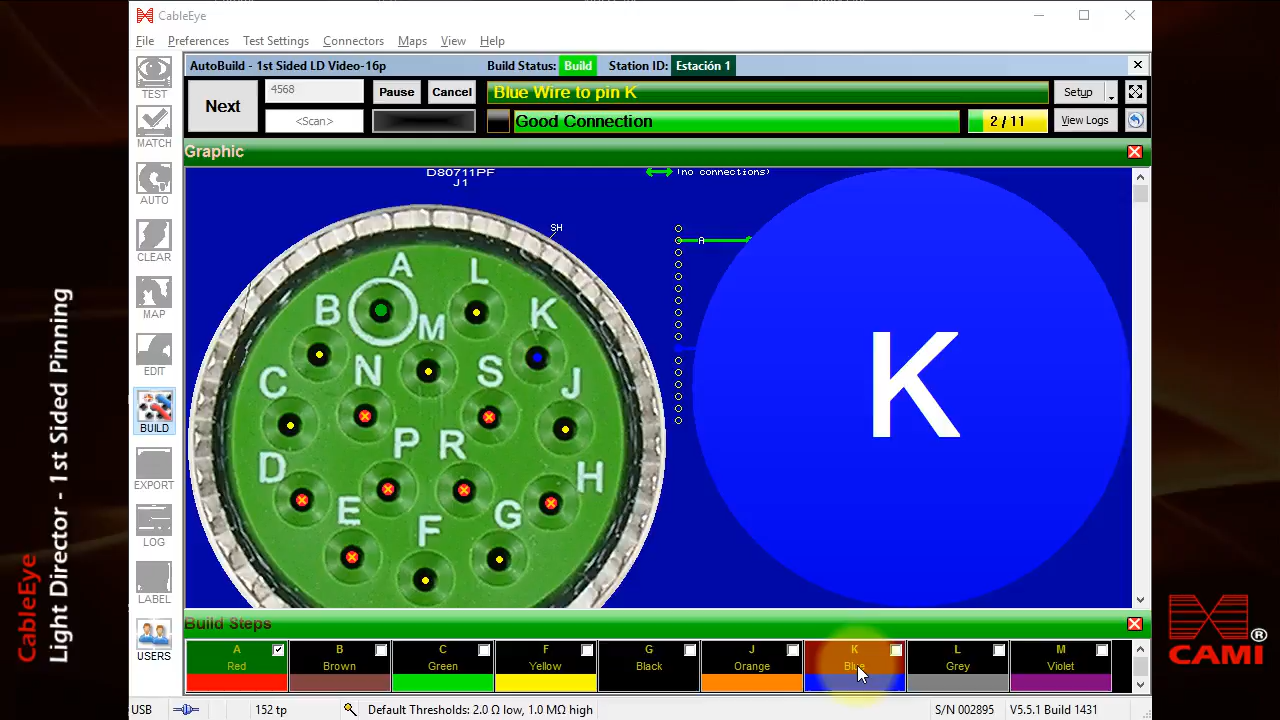 CableEye
File Preferences Test Settings Connectors Maps View Help
TEST
MATCH
AUTO
CLEAR
MAP
EDIT
BUILD
EXPORT
LOG
LABEL
USERS
AutoBuild - 1st Sided LD Video-16p Build Status: Build Station ID: Estación 1
Next 4568 Pause Cancel Blue Wire to pin K Setup
<Scan> Good Connection 2 / 11 View Logs
Graphic
D80711PF
J1
(no connections)
SH
A
A L
B M K
C N S J
D P R H
E F G
K
Build Steps
A B C F G J K L M
Red Brown Green Yellow Black Orange Blue Grey Violet
USB 152 tp Default Thresholds: 2.0 Ω low, 1.0 MΩ high S/N 002895 V5.5.1 Build 1431
CableEye
Light Director - 1st Sided Pinning
CAMI ®